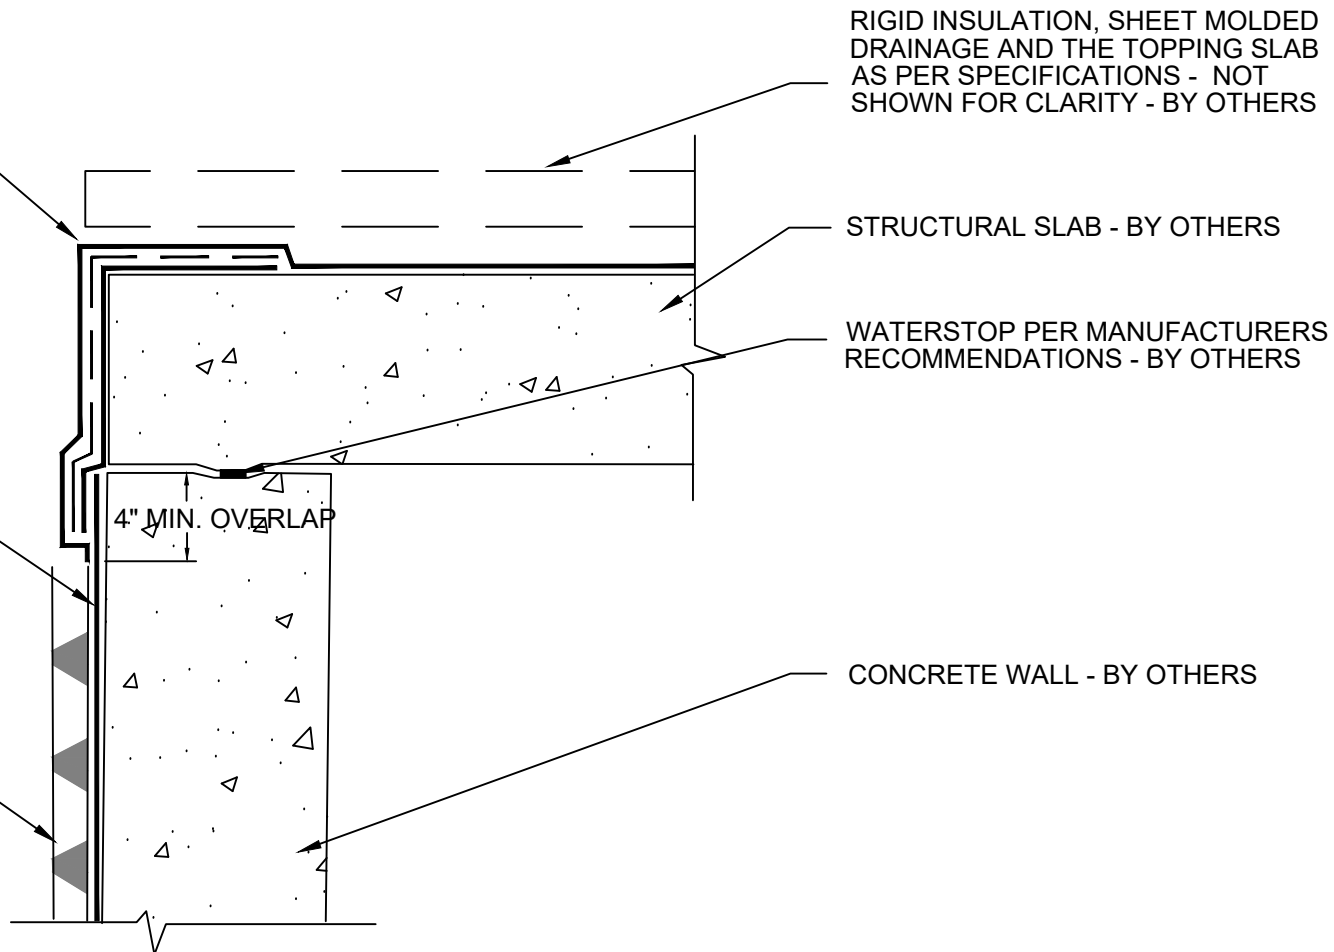 RIGID INSULATION, SHEET MOLDED
DRAINAGE AND THE TOPPING SLAB
AS PER SPECIFICATIONS - NOT
SHOWN FOR CLARITY - BY OTHERS
STRUCTURAL SLAB - BY OTHERS
WATERSTOP PER MANUFACTURERS
RECOMMENDATIONS - BY OTHERS
4" MIN. OVERLAP
CONCRETE WALL - BY OTHERS